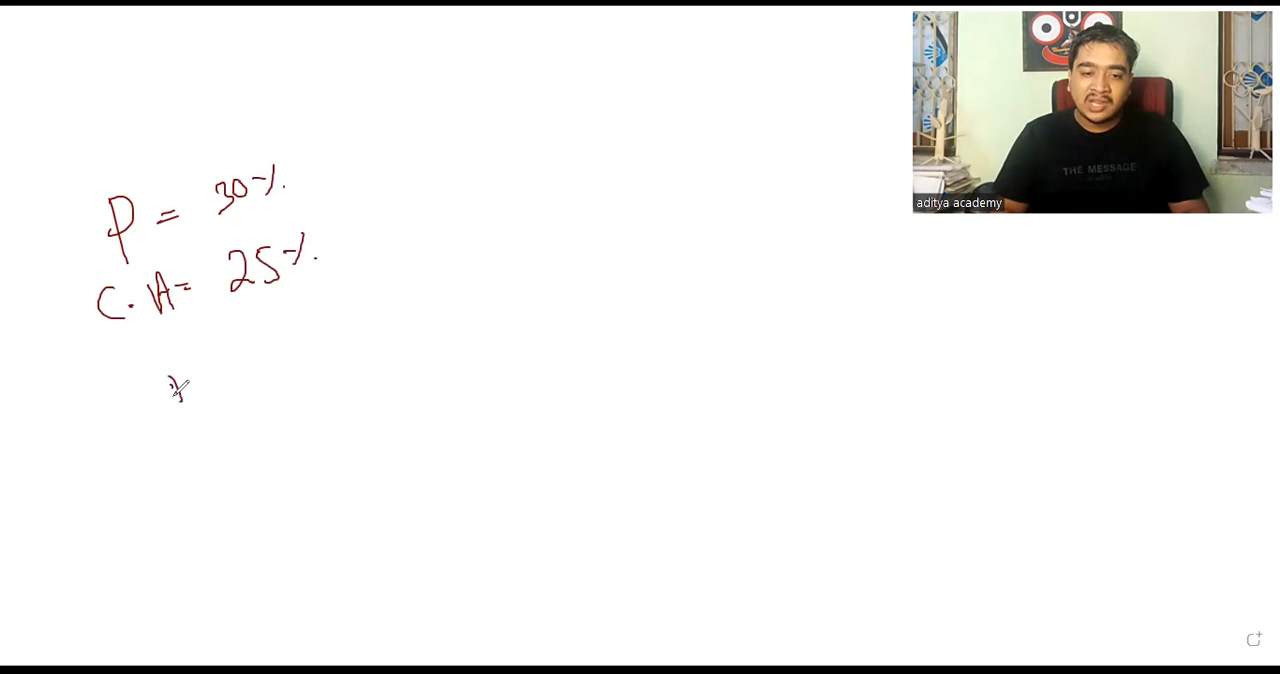 P = 30%.
C.A = 25%.
THE MESSAGE
aditya academy